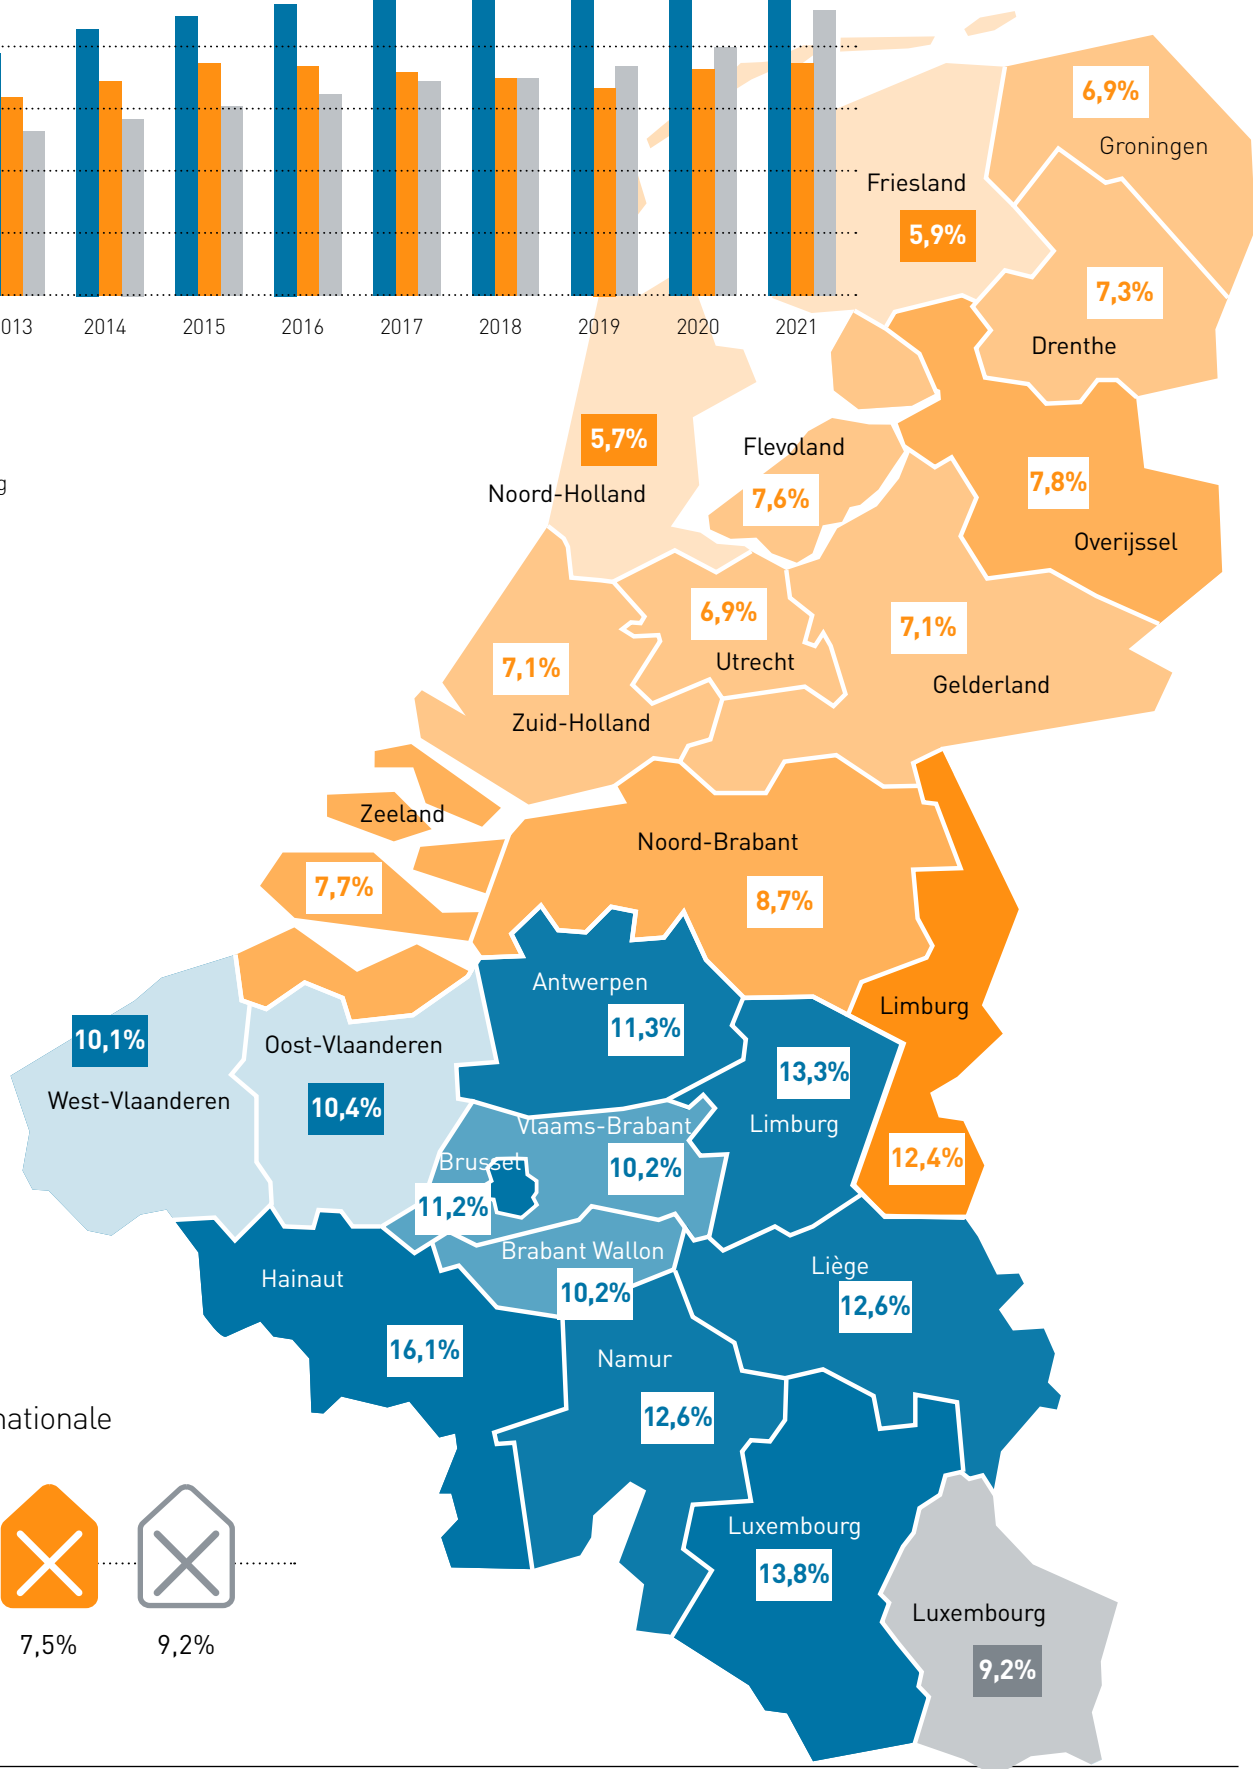 2014
2015
2016
2017
2018
2019
2020
2021
6,9%
Groningen
Friesland
5,9%
7,3%
Drenthe
5,7%
Noord-Holland
Flevoland
7,6%
7,8%
Overijssel
6,9%
Utrecht
7,1%
Gelderland
7,1%
Zuid-Holland
Zeeland
7,7%
Noord-Brabant
8,7%
Limburg
12,4%
Antwerpen
11,3%
10,1%
West-Vlaanderen
Oost-Vlaanderen
10,4%
13,3%
Limburg
Vlaams-Brabant
10,2%
Brussel
11,2%
Brabant Wallon
10,2%
Hainaut
16,1%
Liège
12,6%
Namur
12,6%
Luxembourg
13,8%
Luxembourg
9,2%
nationale
7,5%
9,2%